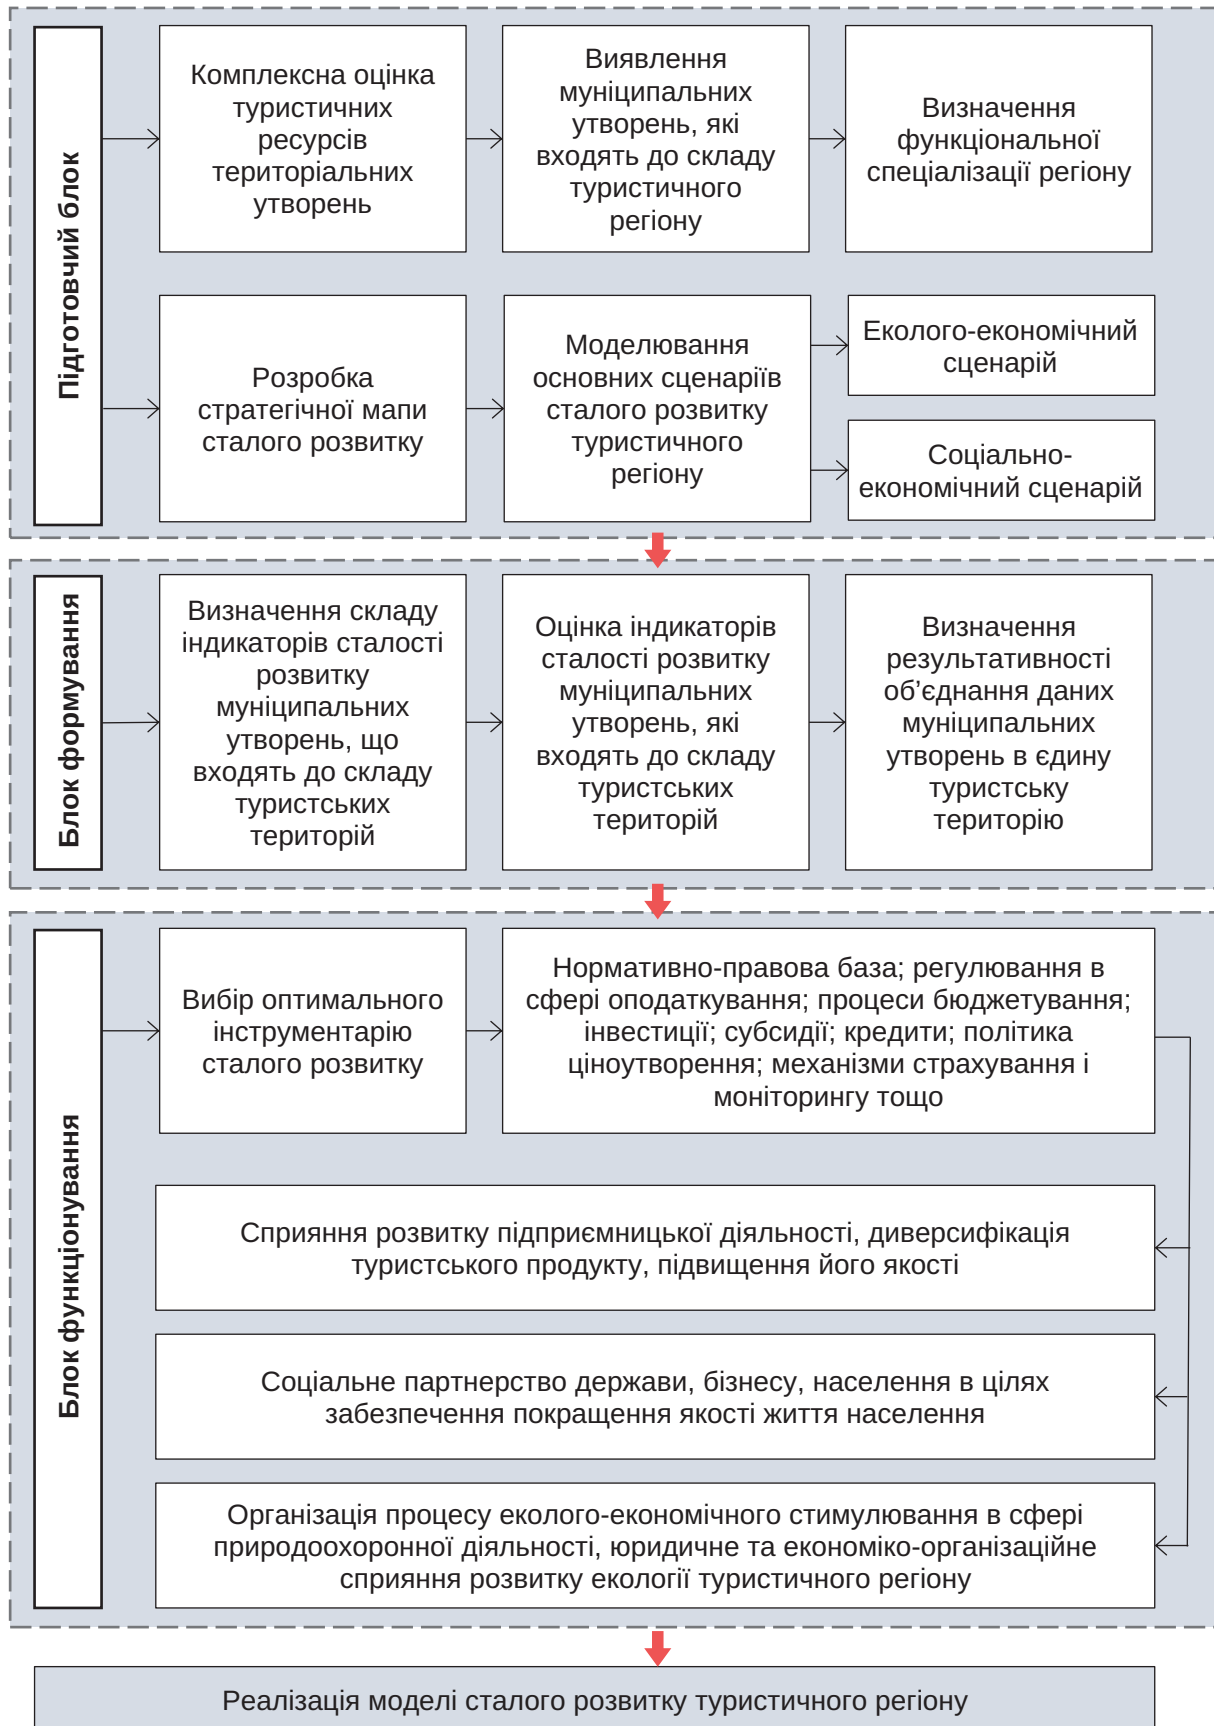 Підготовчий блок
Комплексна оцінка
туристичних
ресурсів
територіальних
утворень
Виявлення
муніципальних
утворень, які
входять до складу
туристичного
регіону
Визначення
функціональної
спеціалізації регіону
Розробка
стратегічної мапи
сталого розвитку
Моделювання
основних сценаріїв
сталого розвитку
туристичного
регіону
Еколого-економічний
сценарій
Соціально-
економічний сценарій
Блок формування
Визначення складу
індикаторів сталості
розвитку
муніципальних
утворень, що
входять до складу
туристських
територій
Оцінка індикаторів
сталості розвитку
муніципальних
утворень, які
входять до складу
туристських
територій
Визначення
результативності
об’єднання даних
муніципальних
утворень в єдину
туристську
територію
Блок функціонування
Вибір оптимального
інструментарію
сталого розвитку
Нормативно-правова база; регулювання в
сфері оподаткування; процеси бюджетування;
інвестиції; субсидії; кредити; політика
ціноутворення; механізми страхування і
моніторингу тощо
Сприяння розвитку підприємницької діяльності, диверсифікація
туристського продукту, підвищення його якості
Соціальне партнерство держави, бізнесу, населення в цілях
забезпечення покращення якості життя населення
Організація процесу еколого-економічного стимулювання в сфері
природоохоронної діяльності, юридичне та економіко-організаційне
сприяння розвитку екології туристичного регіону
Реалізація моделі сталого розвитку туристичного регіону